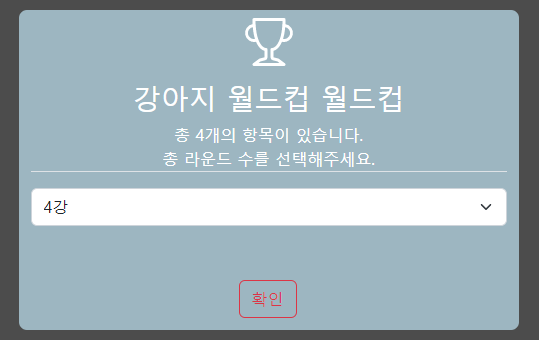 강아지 월드컵 월드컵
총 4개의 항목이 있습니다.
총 라운드 수를 선택해주세요.
4강
확인